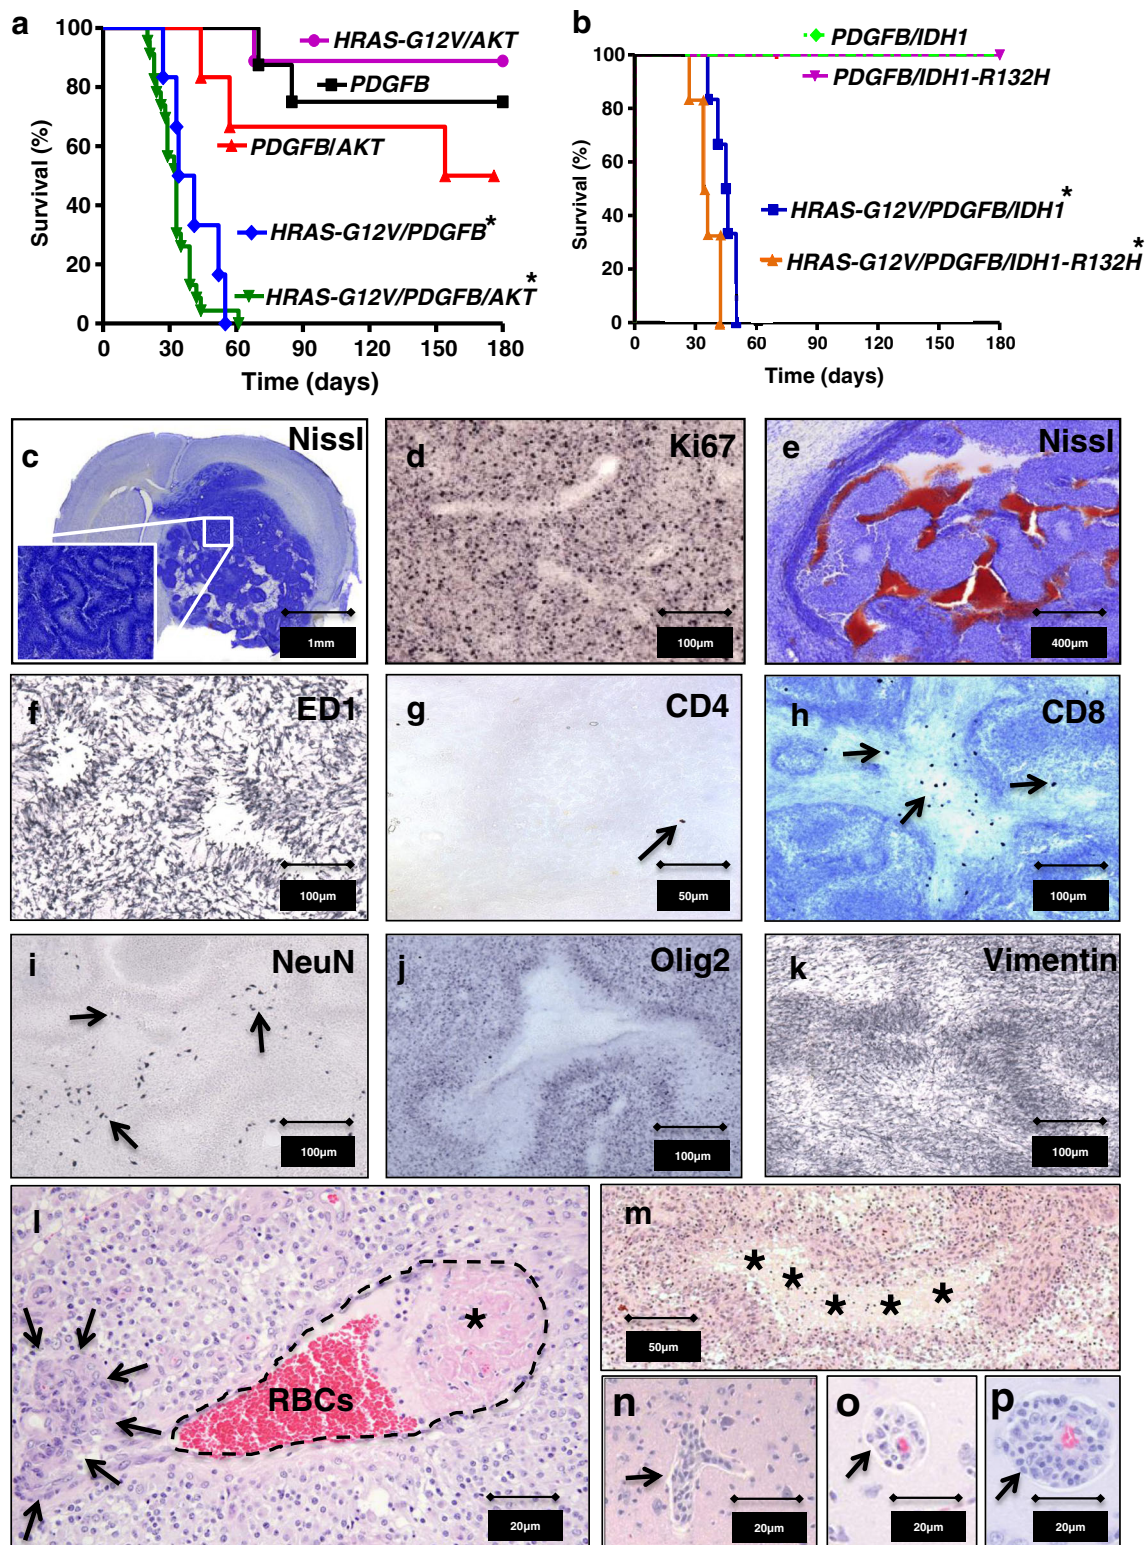 a
100
80
60
40
20
0
Survival (%)
0 30 60 90 120 150 180
Time (days)
HRAS-G12V/AKT
PDGFB
PDGFB/AKT
HRAS-G12V/PDGFB*
HRAS-G12V/PDGFB/AKT*
b
100
80
60
40
20
0
Survival (%)
0 30 60 90 120 150 180
Time (days)
PDGFB/IDH1
PDGFB/IDH1-R132H
HRAS-G12V/PDGFB/IDH1*
HRAS-G12V/PDGFB/IDH1-R132H*
c
Nissl
1mm
d
Ki67
100µm
e
Nissl
400µm
f
ED1
100µm
g
CD4
50µm
h
CD8
100µm
i
NeuN
100µm
j
Olig2
100µm
k
Vimentin
100µm
l
*
RBCs
20µm
m
* * * * *
50µm
n
20µm
o
20µm
p
20µm